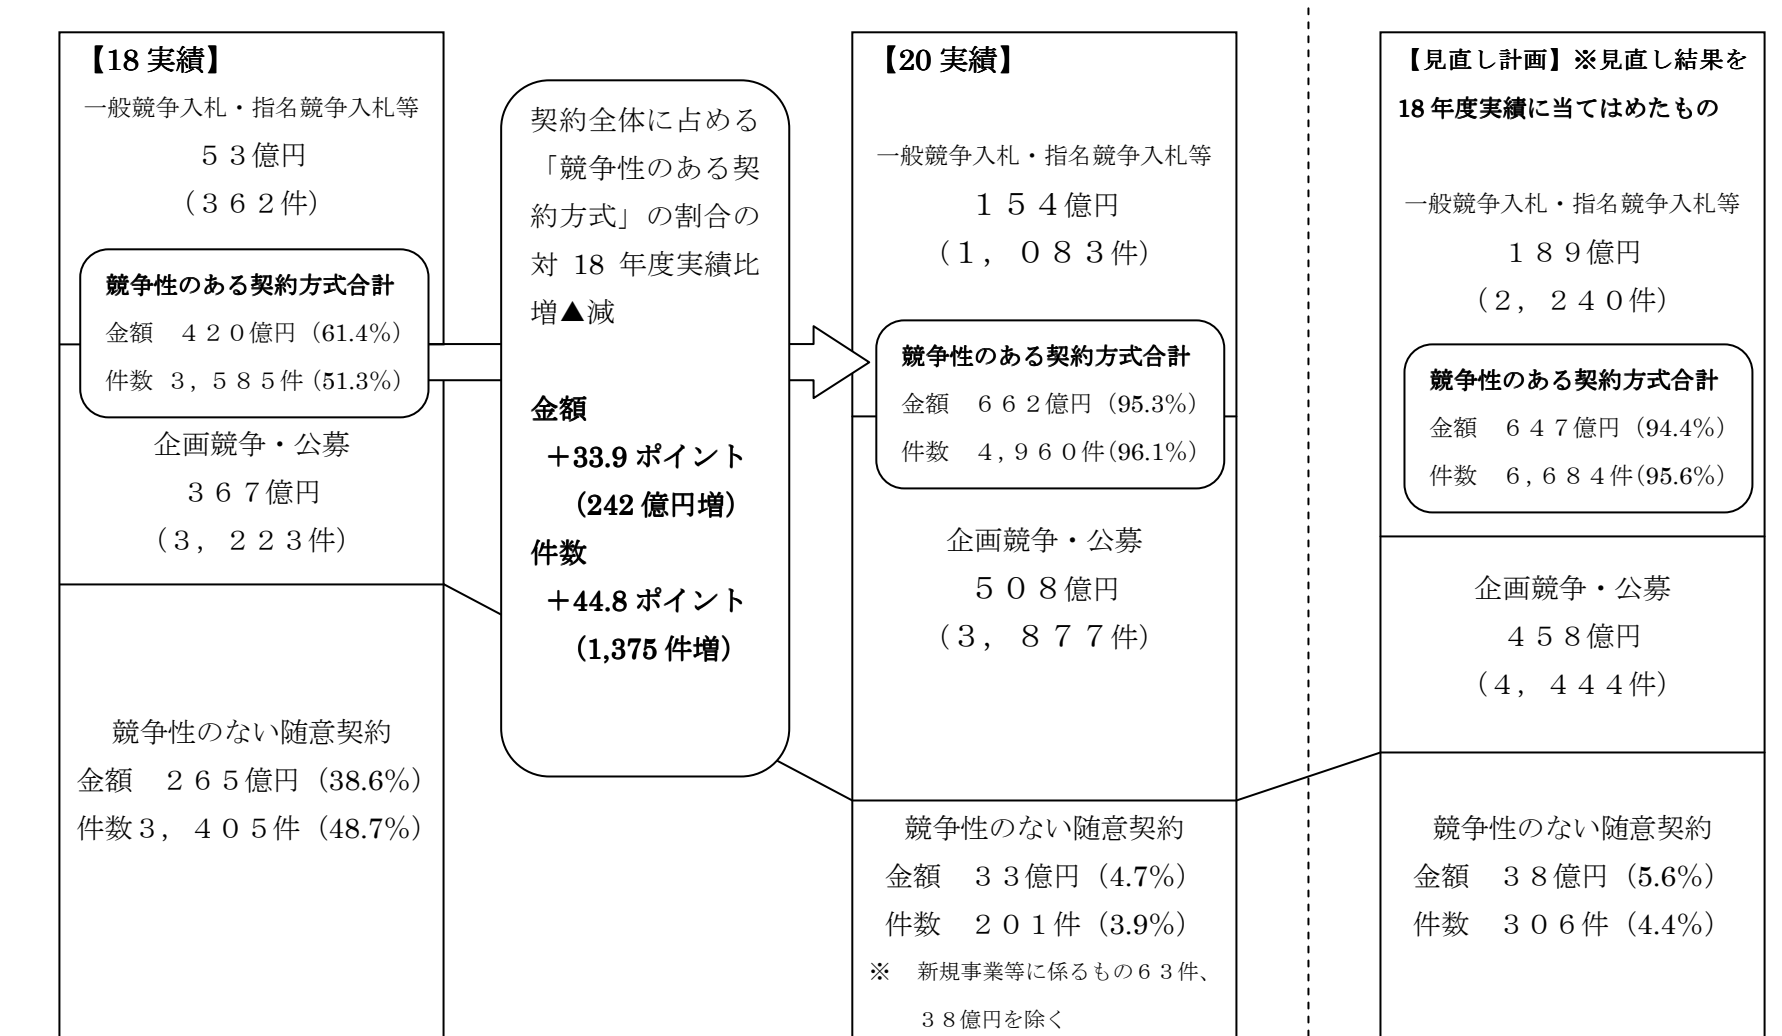 【18 実績】
一般競争入札・指名競争入札等
５３億円
（３６２件）
競争性のある契約方式合計
金額　４２０億円（61.4%）
件数 ３，５８５件（51.3%）
企画競争・公募
３６７億円
（３，２２３件）
競争性のない随意契約
金額　２６５億円（38.6%）
件数３，４０５件（48.7%）
契約全体に占める
「競争性のある契
約方式」の割合の
対 18 年度実績比
増▲減
金額
＋33.9 ポイント
（242 億円増）
件数
＋44.8 ポイント
（1,375 件増）
【20 実績】
一般競争入札・指名競争入札等
１５４億円
（１，０８３件）
競争性のある契約方式合計
金額　６６２億円（95.3%）
件数　４，９６０件（96.1%）
企画競争・公募
５０８億円
（３，８７７件）
競争性のない随意契約
金額　３３億円（4.7%）
件数　２０１件（3.9%）
※　新規事業等に係るもの６３件、
３８億円を除く
【見直し計画】※見直し結果を
18 年度実績に当てはめたもの
一般競争入札・指名競争入札等
１８９億円
（２，２４０件）
競争性のある契約方式合計
金額　６４７億円（94.4%）
件数　６，６８４件（95.6%）
企画競争・公募
４５８億円
（４，４４４件）
競争性のない随意契約
金額　３８億円（5.6%）
件数　３０６件（4.4%）